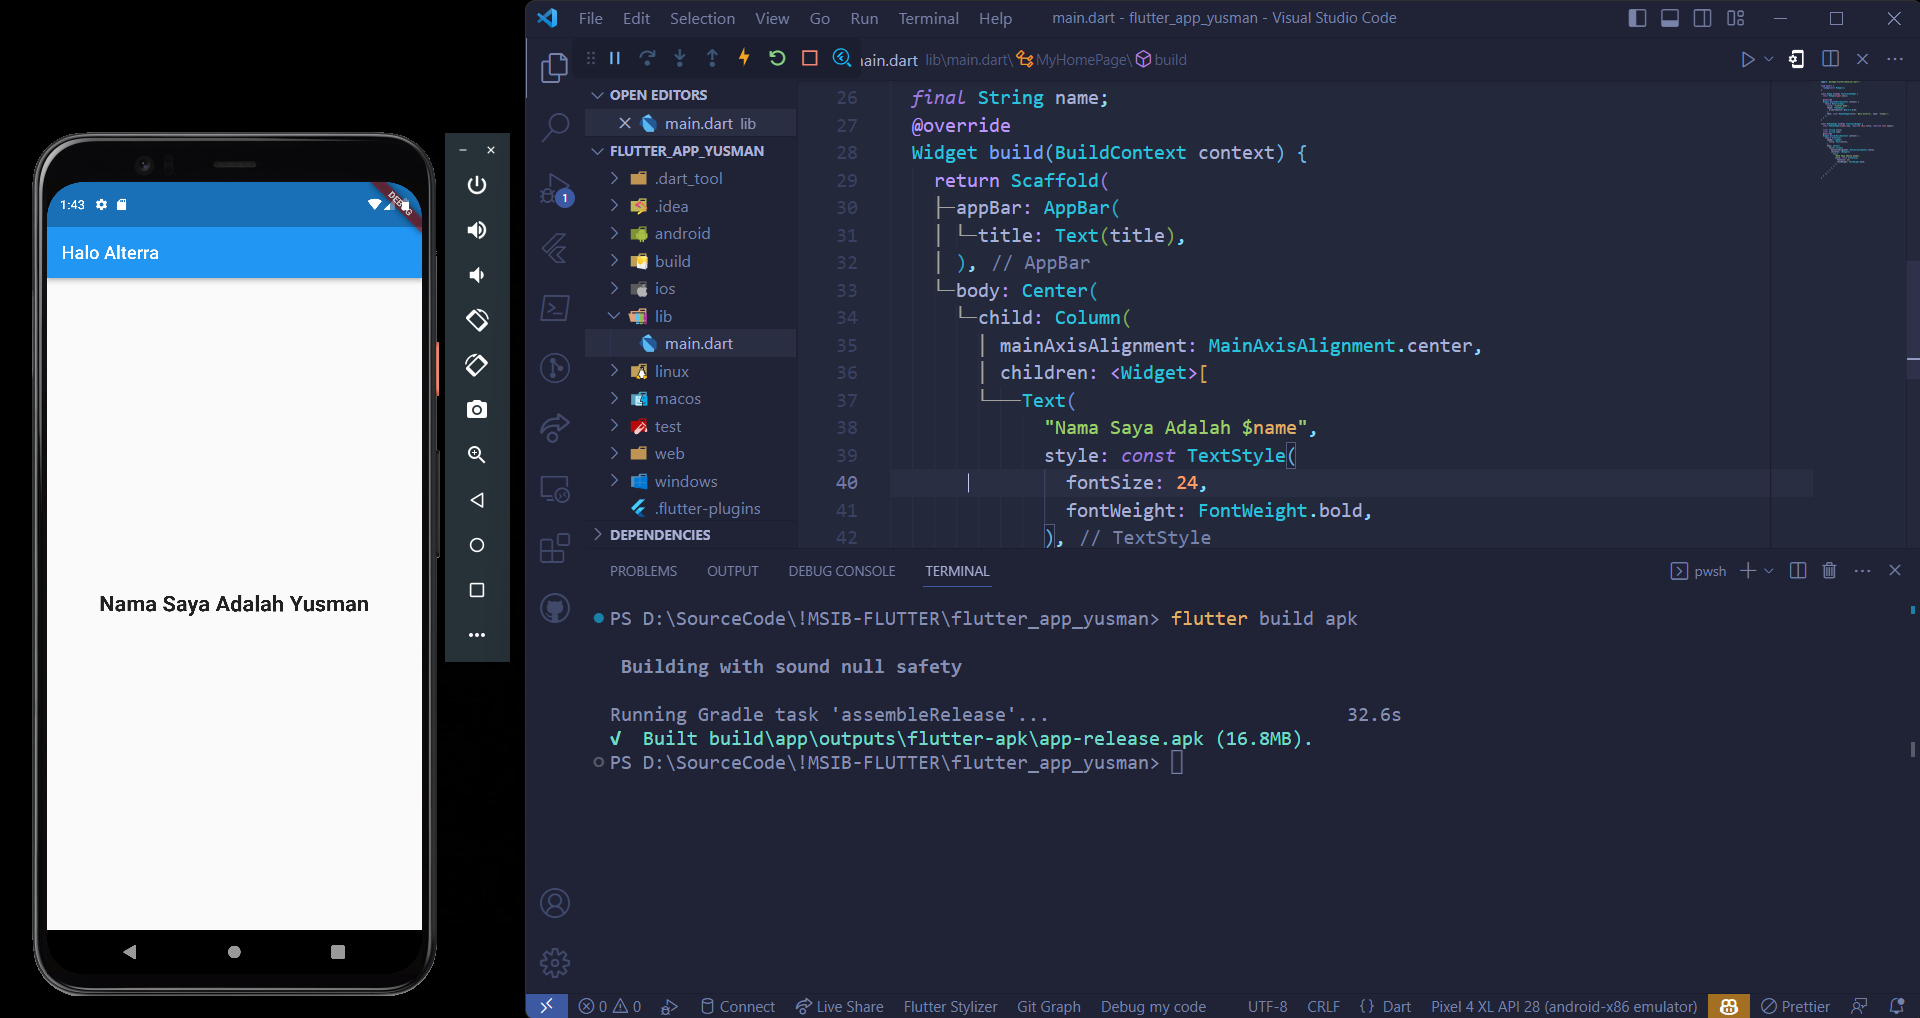 1:43
DEBUG
Halo Alterra
Nama Saya Adalah Yusman
File Edit Selection View Go Run Terminal Help
main.dart - flutter_app_yusman - Visual Studio Code
main.dart lib\main.dart\MyHomePage\build
1
OPEN EDITORS
main.dart lib
FLUTTER_APP_YUSMAN
.dart_tool
.idea
android
build
ios
lib
main.dart
linux
macos
test
web
windows
.flutter-plugins
DEPENDENCIES
26 final String name;
27 @override
28 Widget build(BuildContext context) {
29 return Scaffold(
30 appBar: AppBar(
31 title: Text(title),
32 ), // AppBar
33 body: Center(
34 child: Column(
35 mainAxisAlignment: MainAxisAlignment.center,
36 children: <Widget>[
37 Text(
38 "Nama Saya Adalah $name",
39 style: const TextStyle(
40 fontSize: 24,
41 fontWeight: FontWeight.bold,
42 ), // TextStyle
PROBLEMS OUTPUT DEBUG CONSOLE TERMINAL
pwsh
PS D:\SourceCode\!MSIB-FLUTTER\flutter_app_yusman> flutter build apk
Building with sound null safety
Running Gradle task 'assembleRelease'... 32.6s
√ Built build\app\outputs\flutter-apk\app-release.apk (16.8MB).
PS D:\SourceCode\!MSIB-FLUTTER\flutter_app_yusman>
0 0 Connect Live Share Flutter Stylizer Git Graph Debug my code UTF-8 CRLF {} Dart Pixel 4 XL API 28 (android-x86 emulator) Prettier